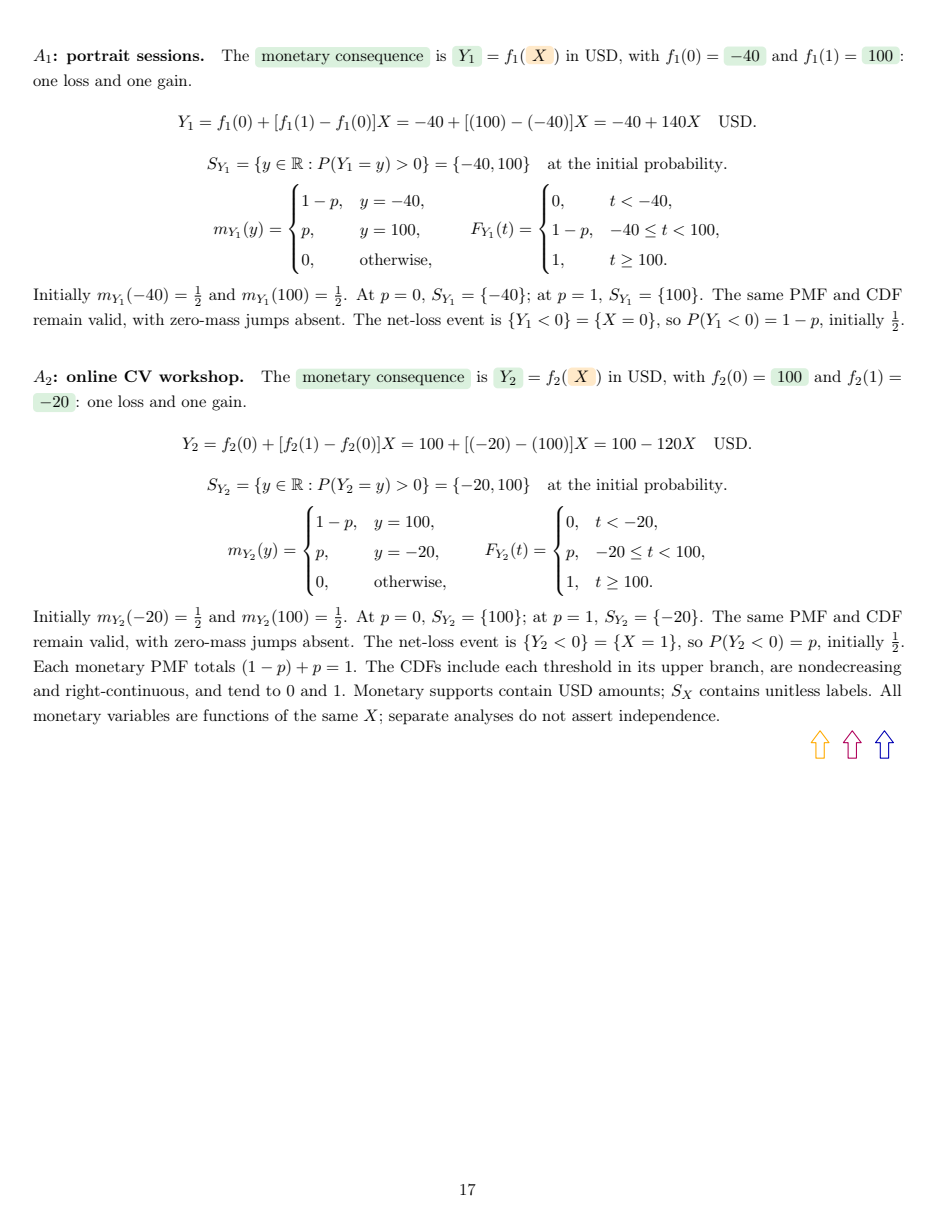 A₁: portrait sessions. The monetary consequence is Y₁ = f₁( X ) in USD, with f₁(0) = −40 and f₁(1) = 100 :
one loss and one gain.
Y₁ = f₁(0) + [f₁(1) − f₁(0)]X = −40 + [(100) − (−40)]X = −40 + 140X USD.
S_{Y₁} = {y ∈ ℝ : P(Y₁ = y) > 0} = {−40, 100} at the initial probability.
m_{Y₁}(y) = { 1 − p, y = −40, p, y = 100, 0, otherwise, F_{Y₁}(t) = { 0, t < −40, 1 − p, −40 ≤ t < 100, 1, t ≥ 100.
Initially m_{Y₁}(−40) = ½ and m_{Y₁}(100) = ½. At p = 0, S_{Y₁} = {−40}; at p = 1, S_{Y₁} = {100}. The same PMF and CDF
remain valid, with zero-mass jumps absent. The net-loss event is {Y₁ < 0} = {X = 0}, so P(Y₁ < 0) = 1 − p, initially ½.
A₂: online CV workshop. The monetary consequence is Y₂ = f₂( X ) in USD, with f₂(0) = 100 and f₂(1) =
−20 : one loss and one gain.
Y₂ = f₂(0) + [f₂(1) − f₂(0)]X = 100 + [(−20) − (100)]X = 100 − 120X USD.
S_{Y₂} = {y ∈ ℝ : P(Y₂ = y) > 0} = {−20, 100} at the initial probability.
m_{Y₂}(y) = { 1 − p, y = 100, p, y = −20, 0, otherwise, F_{Y₂}(t) = { 0, t < −20, p, −20 ≤ t < 100, 1, t ≥ 100.
Initially m_{Y₂}(−20) = ½ and m_{Y₂}(100) = ½. At p = 0, S_{Y₂} = {100}; at p = 1, S_{Y₂} = {−20}. The same PMF and CDF
remain valid, with zero-mass jumps absent. The net-loss event is {Y₂ < 0} = {X = 1}, so P(Y₂ < 0) = p, initially ½.
Each monetary PMF totals (1 − p) + p = 1. The CDFs include each threshold in its upper branch, are nondecreasing
and right-continuous, and tend to 0 and 1. Monetary supports contain USD amounts; S_X contains unitless labels. All
monetary variables are functions of the same X; separate analyses do not assert independence.
17